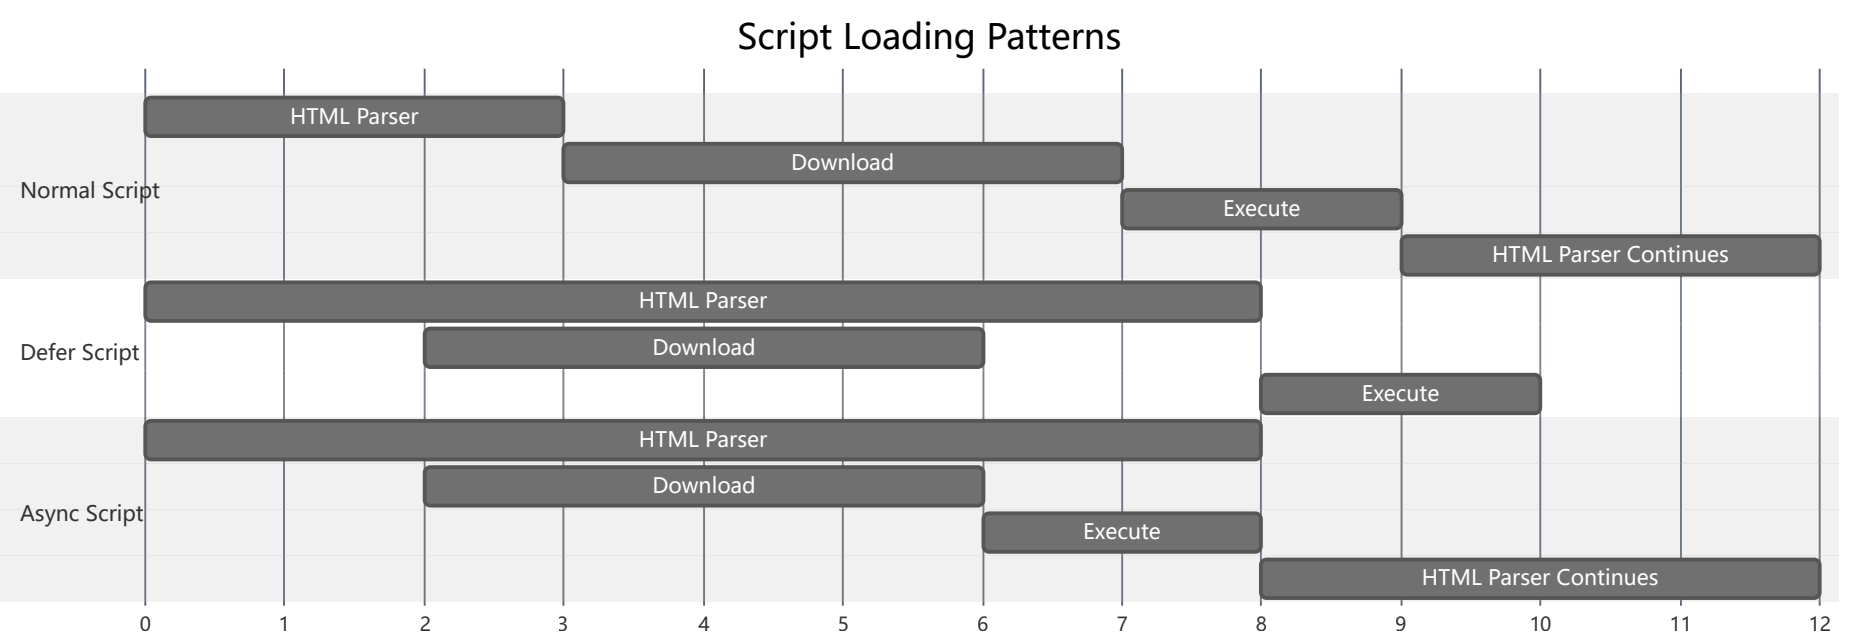 Script Loading Patterns
Normal Script
HTML Parser
Download
Execute
HTML Parser Continues
Defer Script
HTML Parser
Download
Execute
Async Script
HTML Parser
Download
Execute
HTML Parser Continues
0 1 2 3 4 5 6 7 8 9 10 11 12